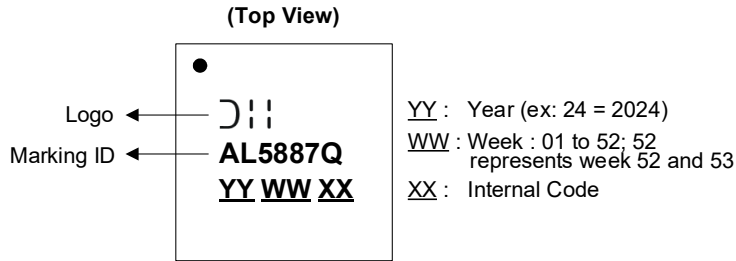 (Top View)
Logo
Marking ID
AL5887Q
YY WW XX
YY : Year (ex: 24 = 2024)
WW : Week : 01 to 52; 52
represents week 52 and 53
XX : Internal Code